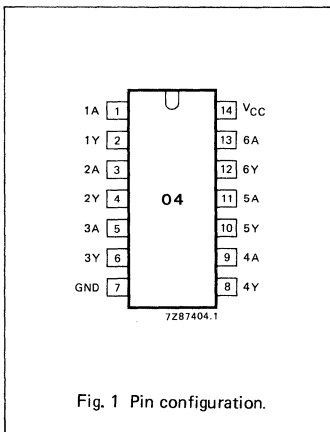 1A 1 14 VCC
1Y 2 13 6A
2A 3 12 6Y
2Y 4 04 11 5A
3A 5 10 5Y
3Y 6 9 4A
GND 7 8 4Y
7Z87404.1
Fig. 1 Pin configuration.